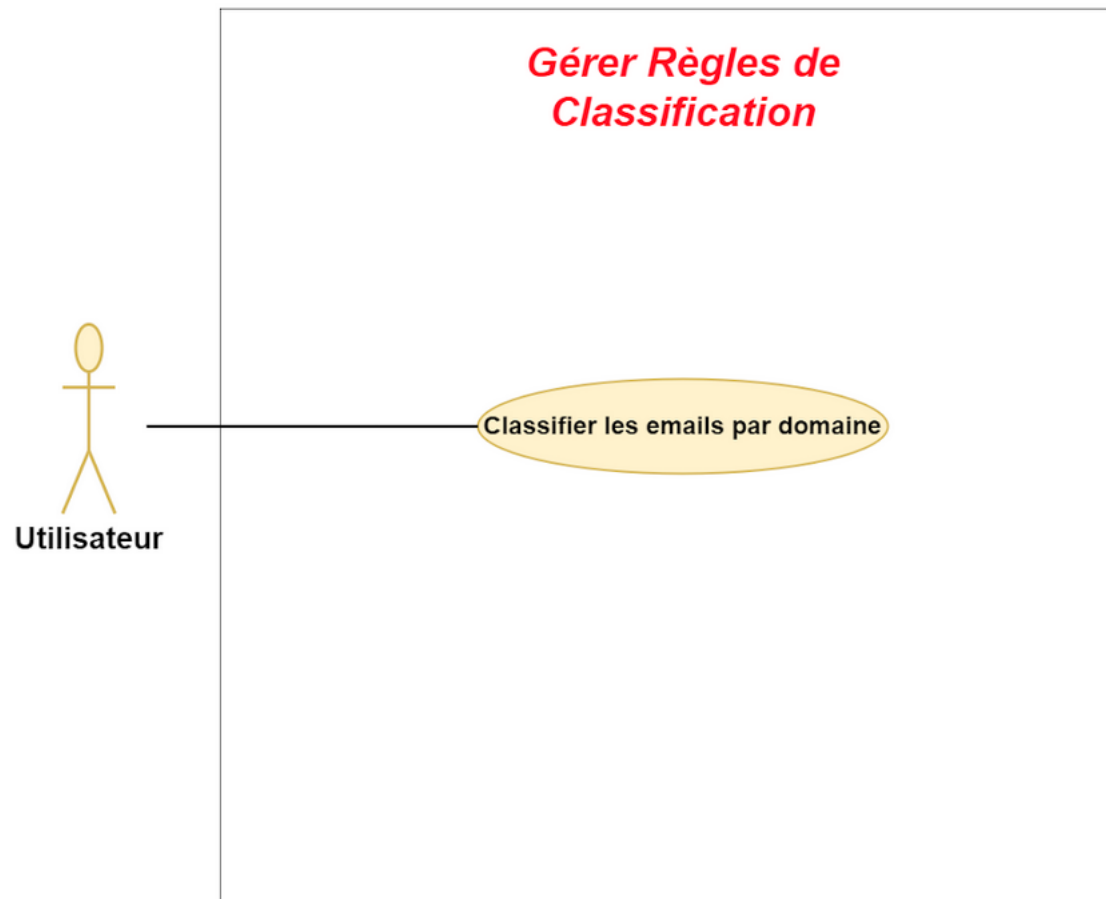 Gérer Règles de
Classification
Classifier les emails par domaine
Utilisateur